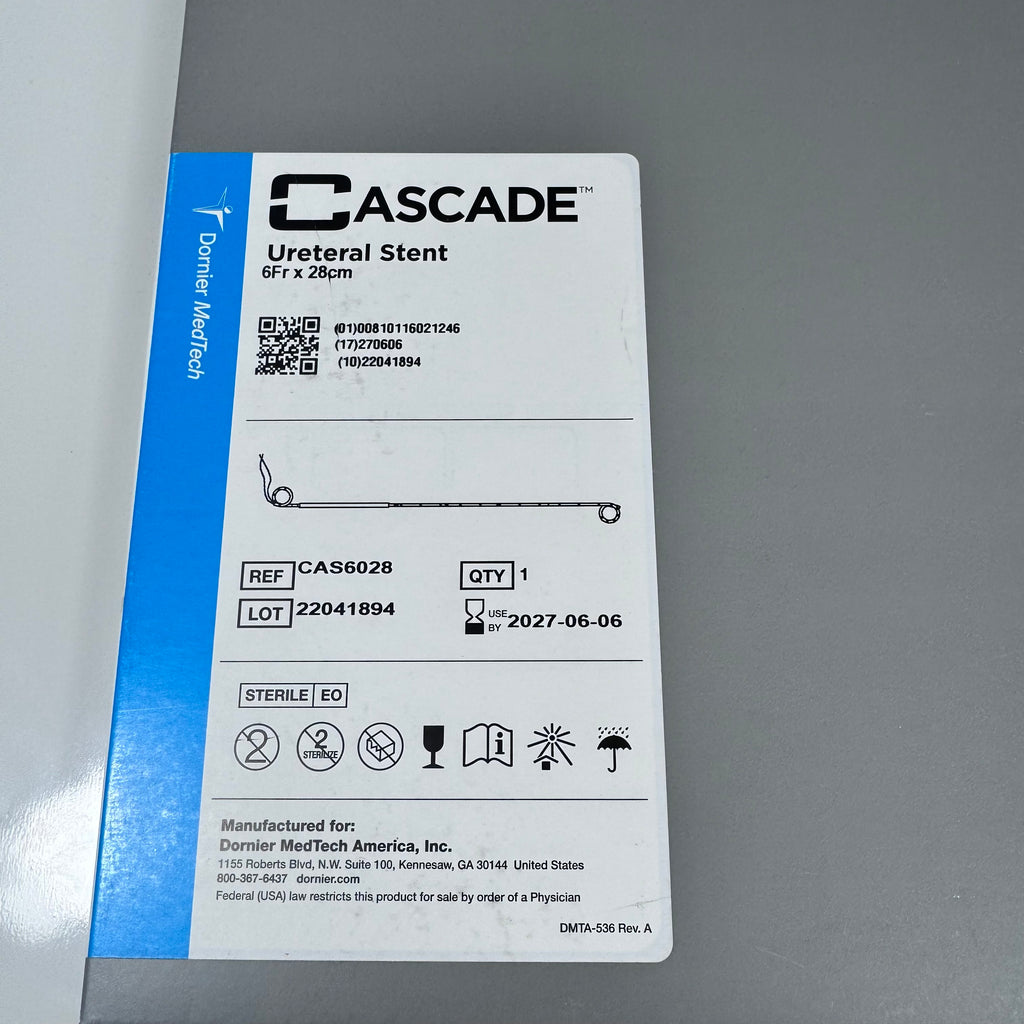 Dornier MedTech
CASCADE™
Ureteral Stent
6Fr x 28cm
(01)00810116021246
(17)270606
(10)22041894
REF CAS6028
QTY 1
LOT 22041894
USE BY 2027-06-06
STERILE EO
2
2 STERILIZE
i
Manufactured for:
Dornier MedTech America, Inc.
1155 Roberts Blvd, N.W. Suite 100, Kennesaw, GA 30144 United States
800-367-6437 dornier.com
Federal (USA) law restricts this product for sale by order of a Physician
DMTA-536 Rev. A